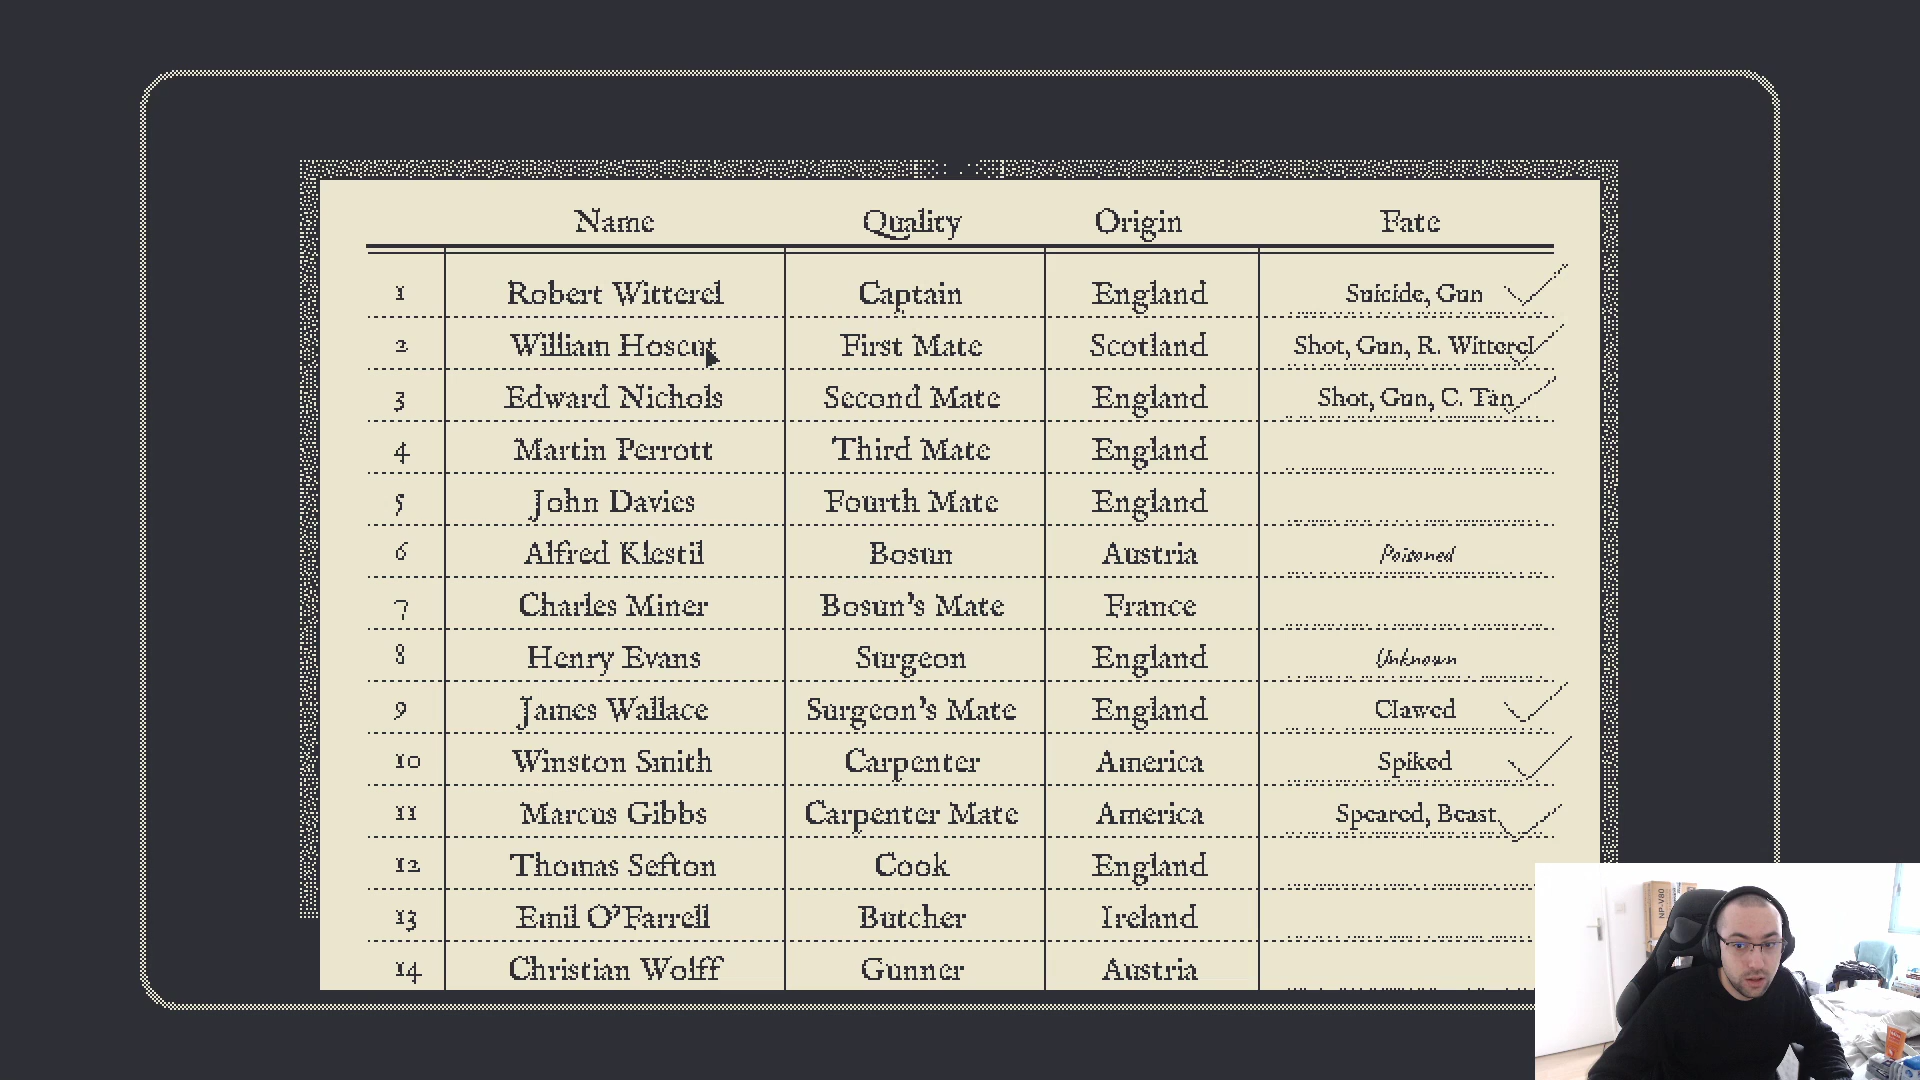 Name Quality Origin Fate
1 Robert Witterel Captain England Suicide, Gun
2 William Hoscut First Mate Scotland Shot, Gun, R. Witterel
3 Edward Nichols Second Mate England Shot, Gun, C. Tan
4 Martin Perrott Third Mate England
5 John Davies Fourth Mate England
6 Alfred Klestil Bosun Austria Poisoned
7 Charles Miner Bosun's Mate France
8 Henry Evans Surgeon England Unknown
9 James Wallace Surgeon's Mate England Clawed
10 Winston Smith Carpenter America Spiked
11 Marcus Gibbs Carpenter Mate America Speared, Beast
12 Thomas Sefton Cook England
13 Emil O'Farrell Butcher Ireland
14 Christian Wolff Gunner Austria
NP-V80